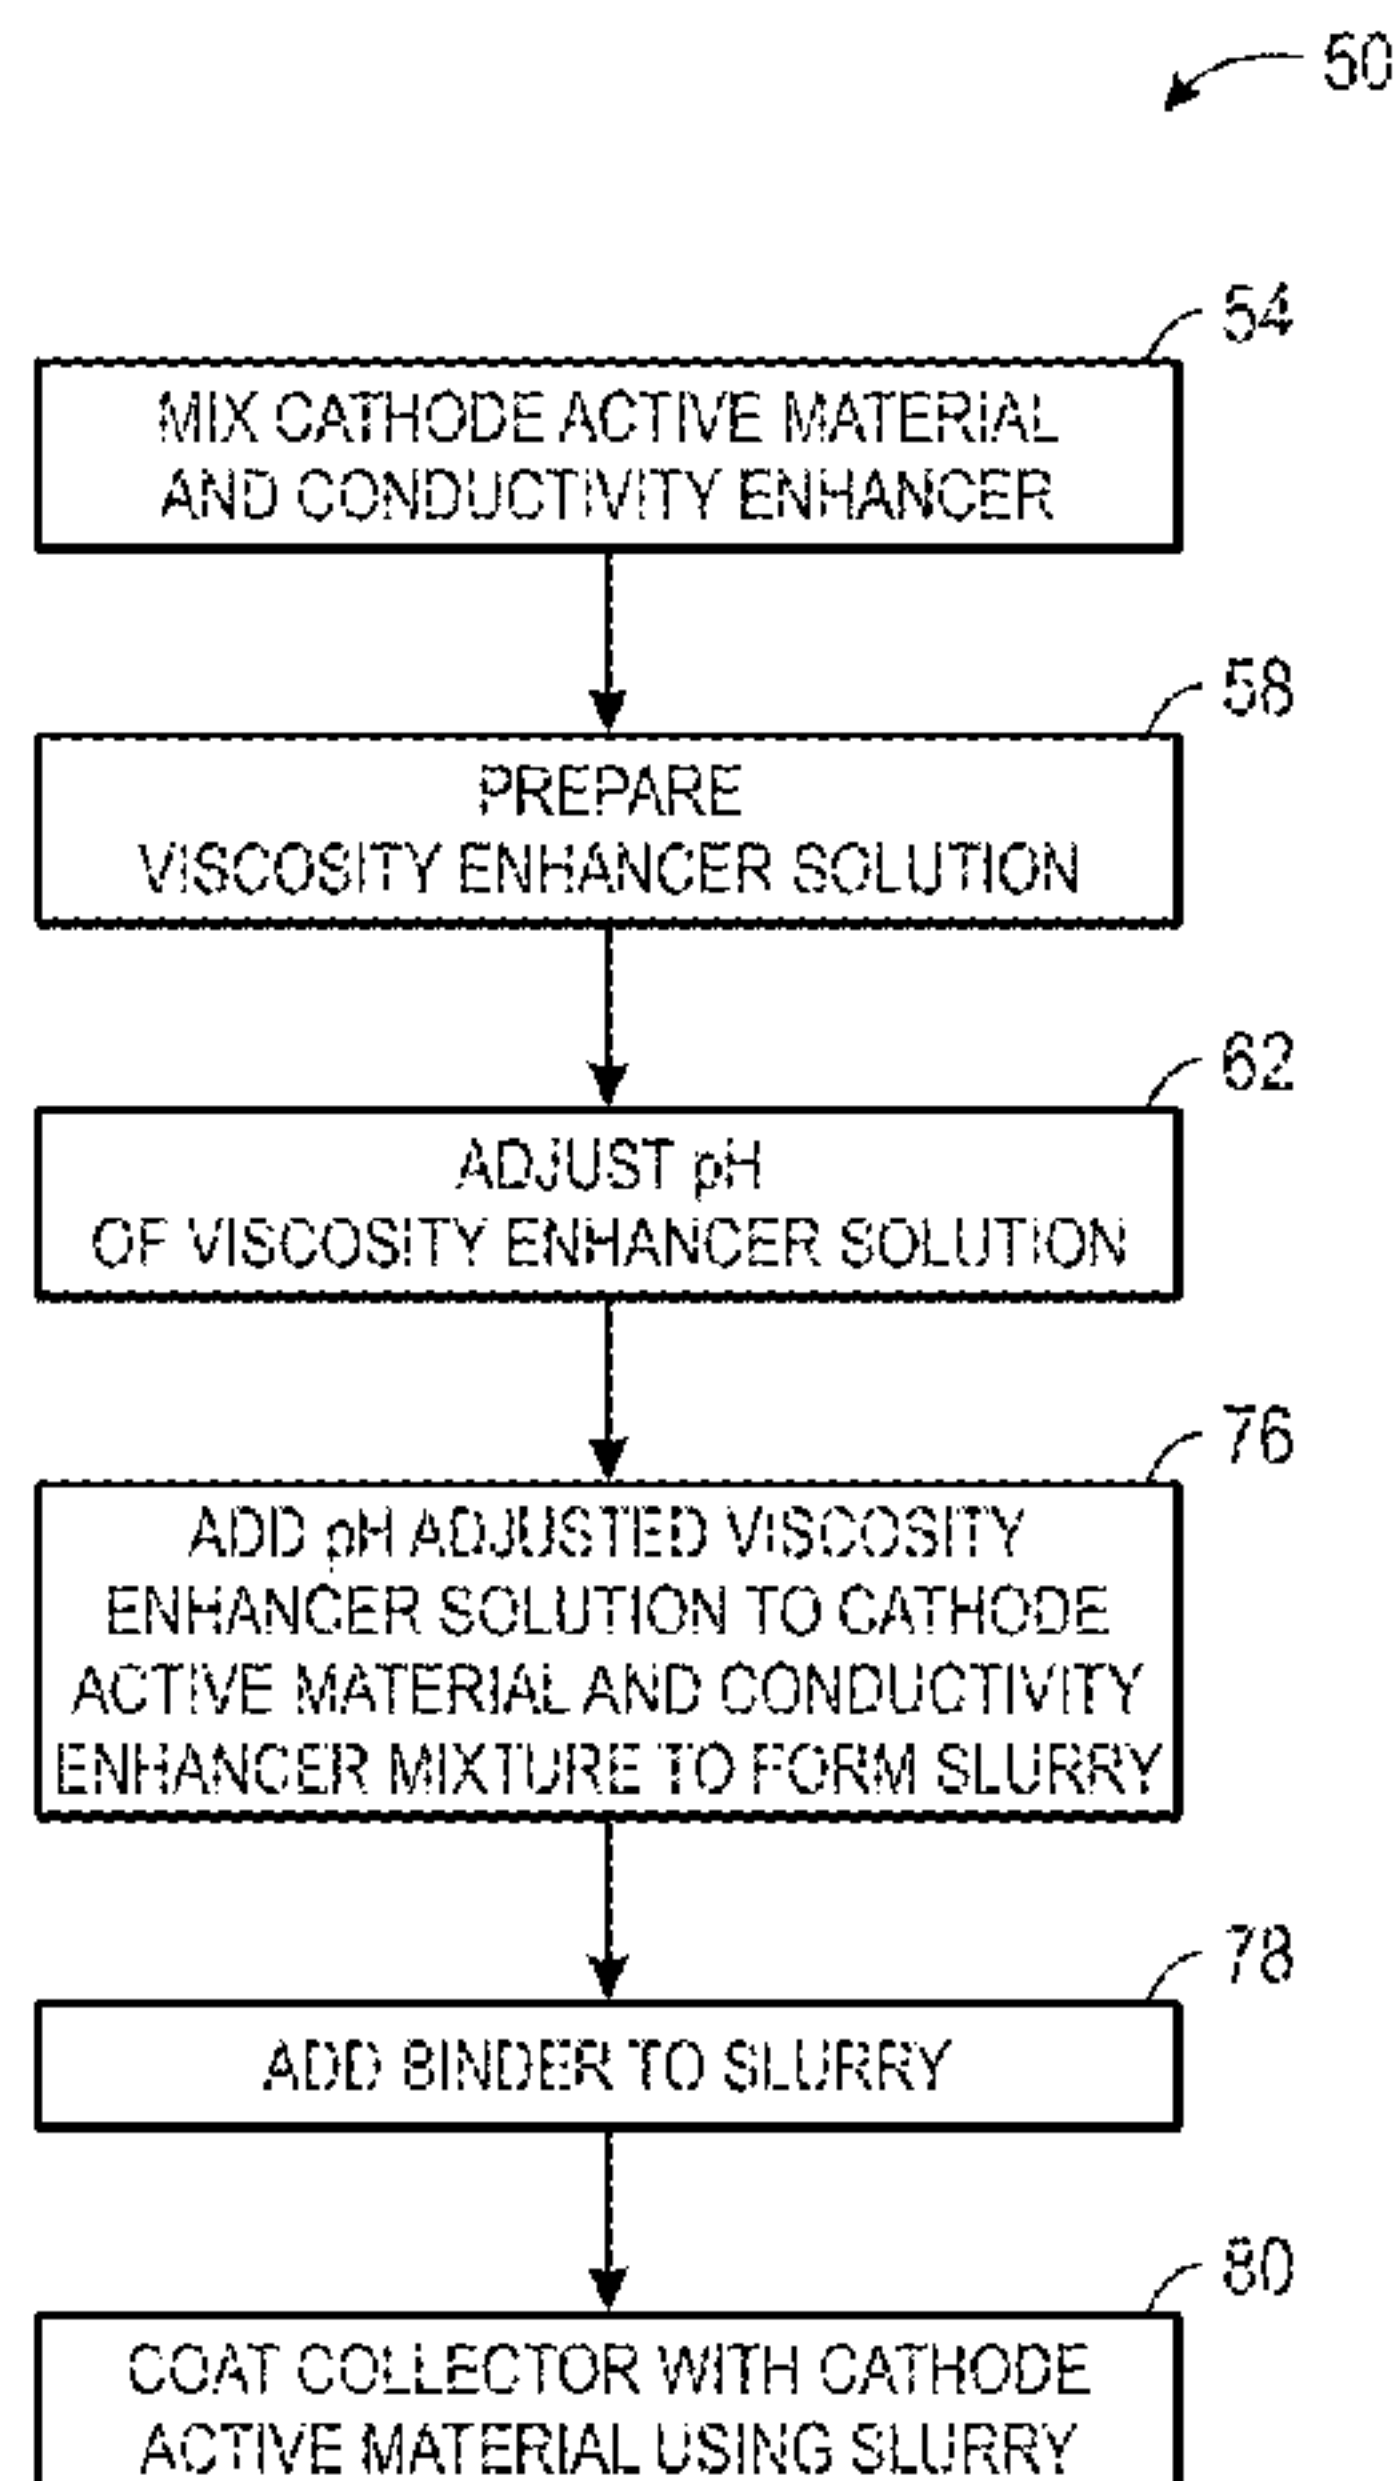 50
54
MIX CATHODE ACTIVE MATERIAL
AND CONDUCTIVITY ENHANCER
58
PREPARE
VISCOSITY ENHANCER SOLUTION
62
ADJUST pH
OF VISCOSITY ENHANCER SOLUTION
76
ADD pH ADJUSTED VISCOSITY
ENHANCER SOLUTION TO CATHODE
ACTIVE MATERIAL AND CONDUCTIVITY
ENHANCER MIXTURE TO FORM SLURRY
78
ADD BINDER TO SLURRY
80
COAT COLLECTOR WITH CATHODE
ACTIVE MATERIAL USING SLURRY